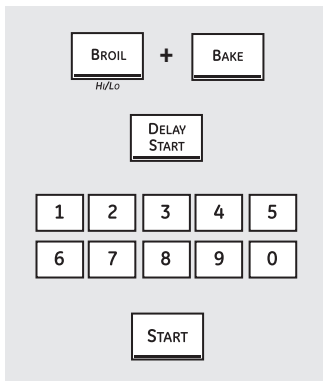 BROIL + BAKE
HI/LO
DELAY
START
1 2 3 4 5
6 7 8 9 0
START